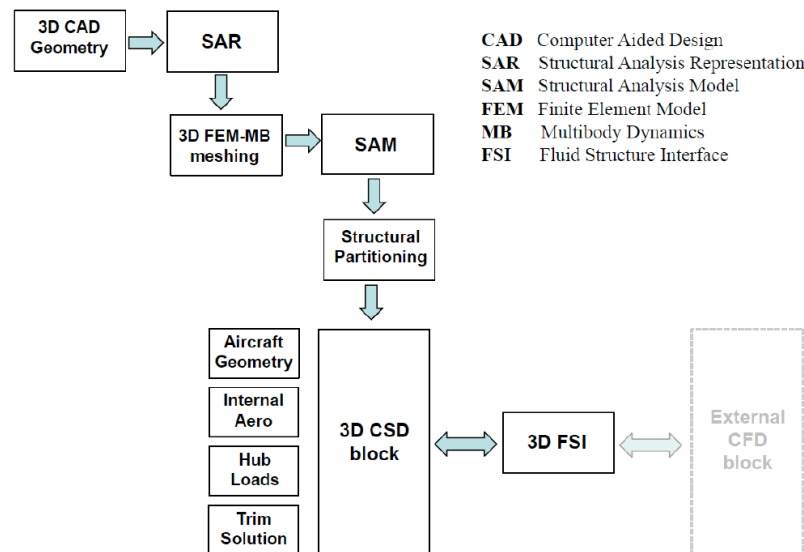 3D CAD
Geometry
SAR
CAD Computer Aided Design
SAR Structural Analysis Representation
SAM Structural Analysis Model
FEM Finite Element Model
MB Multibody Dynamics
FSI Fluid Structure Interface
3D FEM-MB
meshing
SAM
Structural
Partitioning
Aircraft
Geometry
Internal
Aero
Hub
Loads
Trim
Solution
3D CSD
block
3D FSI
External
CFD
block